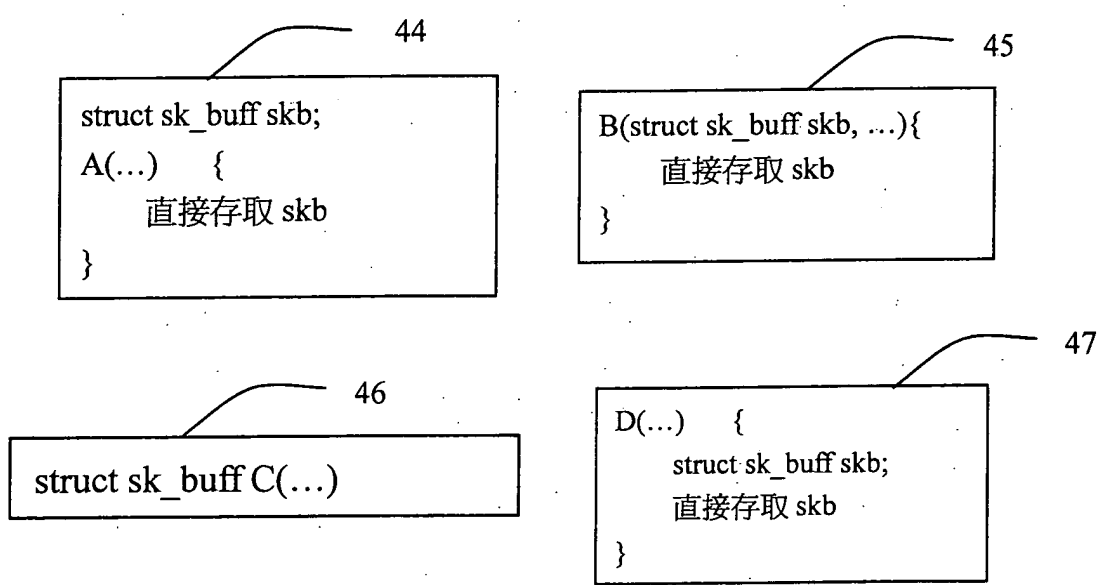 44
struct sk_buff skb;
A(…) {
直接存取 skb
}
45
B(struct sk_buff skb, …){
直接存取 skb
}
46
struct sk_buff C(…)
47
D(…) {
struct sk_buff skb;
直接存取 skb
}